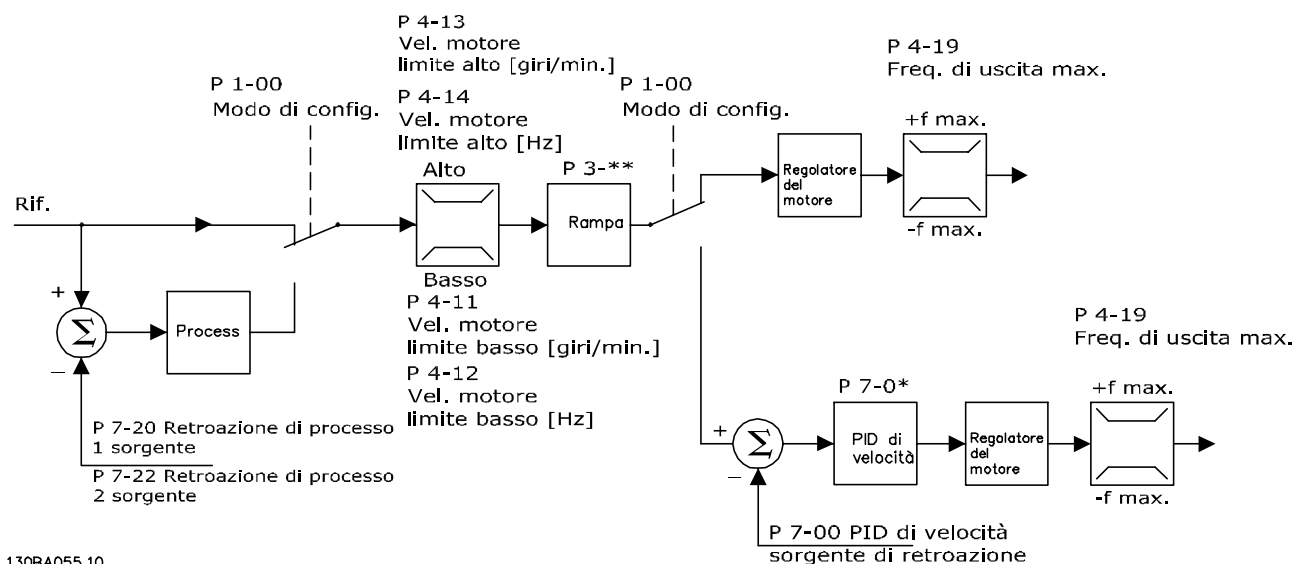 P 4-13
Vel. motore
limite alto [giri/min.]
P 4-19
Freq. di uscita max.
P 1-00
Modo di config.
P 4-14
Vel. motore
limite alto [Hz]
P 1-00
Modo di config.
+f max.
Alto
P 3-**
Regolatore
del
motore
Rif.
Rampa
-f max.
Basso
+
Σ
Process
P 4-11
Vel. motore
limite basso [giri/min.]
P 4-19
Freq. di uscita max.
–
P 4-12
Vel. motore
limite basso [Hz]
P 7-0*
+f max.
P 7-20 Retroazione di processo
1 sorgente
+
Σ
PID di
velocità
Regolatore
del
motore
P 7-22 Retroazione di processo
2 sorgente
–
-f max.
P 7-00 PID di velocità
sorgente di retroazione
130BA055.10